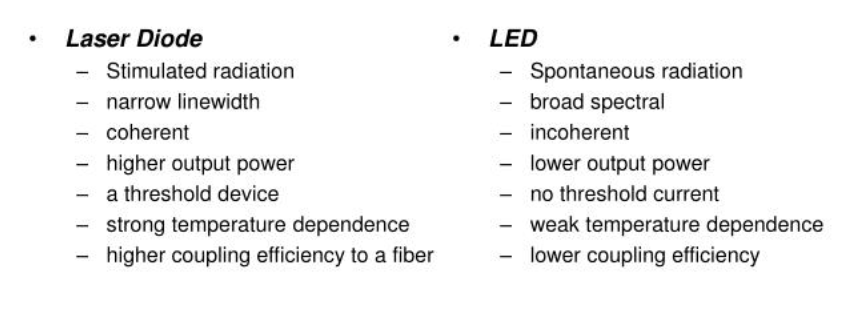 • Laser Diode
– Stimulated radiation
– narrow linewidth
– coherent
– higher output power
– a threshold device
– strong temperature dependence
– higher coupling efficiency to a fiber
• LED
– Spontaneous radiation
– broad spectral
– incoherent
– lower output power
– no threshold current
– weak temperature dependence
– lower coupling efficiency